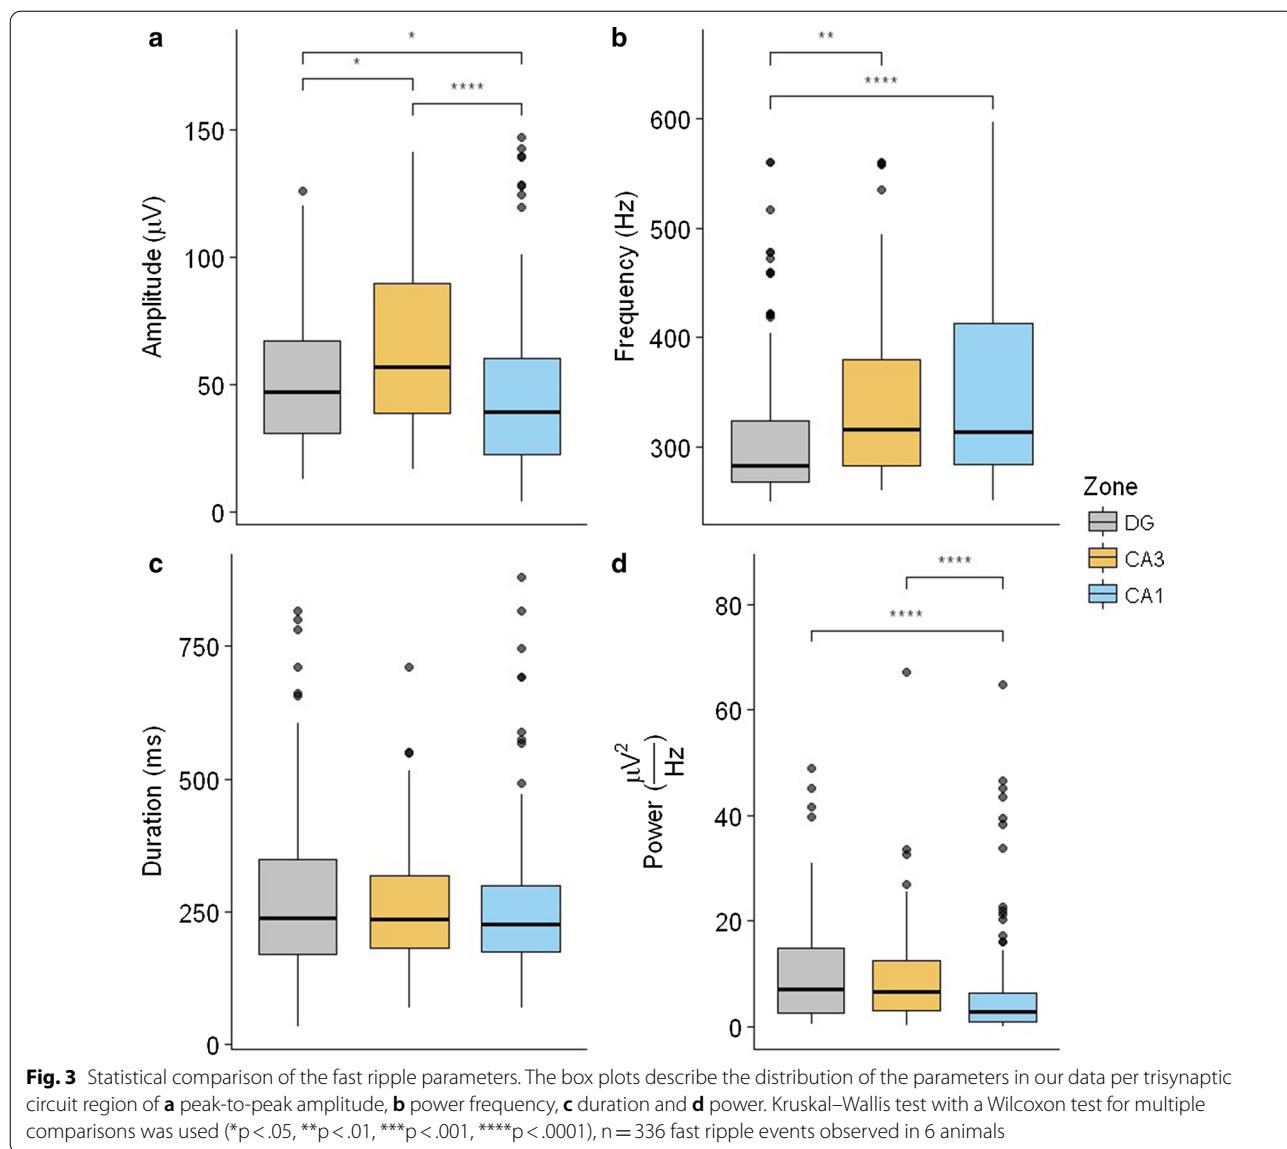 a
*
*
****
Amplitude (μV)
150
100
50
0
b
**
****
Frequency (Hz)
600
500
400
300
Zone
DG
CA3
CA1
c
Duration (ms)
750
500
250
0
d
****
****
Power (μV²/Hz)
80
60
40
20
0
Fig. 3 Statistical comparison of the fast ripple parameters. The box plots describe the distribution of the parameters in our data per trisynaptic
circuit region of a peak-to-peak amplitude, b power frequency, c duration and d power. Kruskal–Wallis test with a Wilcoxon test for multiple
comparisons was used (*p < .05, **p < .01, ***p < .001, ****p < .0001), n = 336 fast ripple events observed in 6 animals